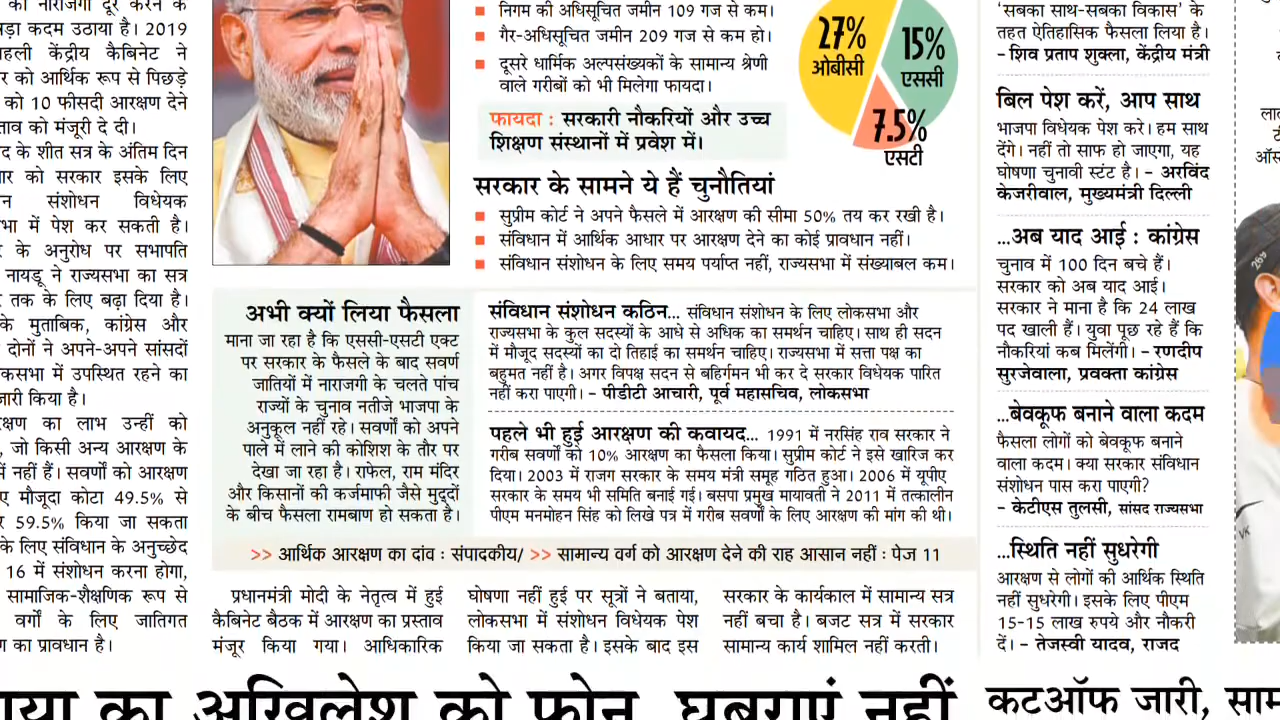 की नाराजगी दूर करने के
कदम उठाया है। 2019
केंद्रीय कैबिनेट ने
को आर्थिक रूप से पिछड़े
को 10 फीसदी आरक्षण देने
को मंजूरी दे दी।
के शीत सत्र के अंतिम दिन
को सरकार इसके लिए
संशोधन विधेयक
में पेश कर सकती है।
के अनुरोध पर सभापति
नायडू ने राज्यसभा का सत्र
तक के लिए बढ़ा दिया है।
के मुताबिक, कांग्रेस और
दोनों ने अपने-अपने सांसदों
में उपस्थित रहने का
किया है।
का लाभ उन्हीं को
, जो किसी अन्य आरक्षण के
नहीं हैं। सवर्णों को आरक्षण
मौजूदा कोटा 49.5% से
59.5% किया जा सकता
के लिए संविधान के अनुच्छेद
16 में संशोधन करना होगा,
सामाजिक-शैक्षणिक रूप से
वर्गों के लिए जातिगत
का प्रावधान है।
निगम की अधिसूचित जमीन 109 गज से कम।
गैर-अधिसूचित जमीन 209 गज से कम हो।
दूसरे धार्मिक अल्पसंख्यकों के सामान्य श्रेणी
वाले गरीबों को भी मिलेगा फायदा।
फायदा : सरकारी नौकरियों और उच्च
शिक्षण संस्थानों में प्रवेश में।
27%
ओबीसी
15%
एससी
7.5%
एसटी
सरकार के सामने ये हैं चुनौतियां
सुप्रीम कोर्ट ने अपने फैसले में आरक्षण की सीमा 50% तय कर रखी है।
संविधान में आर्थिक आधार पर आरक्षण देने का कोई प्रावधान नहीं।
संविधान संशोधन के लिए समय पर्याप्त नहीं, राज्यसभा में संख्याबल कम।
अभी क्यों लिया फैसला
माना जा रहा है कि एससी-एसटी एक्ट
पर सरकार के फैसले के बाद सवर्ण
जातियों में नाराजगी के चलते पांच
राज्यों के चुनाव नतीजे भाजपा के
अनुकूल नहीं रहे। सवर्णों को अपने
पाले में लाने की कोशिश के तौर पर
देखा जा रहा है। राफेल, राम मंदिर
और किसानों की कर्जमाफी जैसे मुद्दों
के बीच फैसला रामबाण हो सकता है।
संविधान संशोधन कठिन... संविधान संशोधन के लिए लोकसभा और
राज्यसभा के कुल सदस्यों के आधे से अधिक का समर्थन चाहिए। साथ ही सदन
में मौजूद सदस्यों का दो तिहाई का समर्थन चाहिए। राज्यसभा में सत्ता पक्ष का
बहुमत नहीं है। अगर विपक्ष सदन से बहिर्गमन भी कर दे सरकार विधेयक पारित
नहीं करा पाएगी। – पीडीटी आचारी, पूर्व महासचिव, लोकसभा
पहले भी हुई आरक्षण की कवायद... 1991 में नरसिंह राव सरकार ने
गरीब सवर्णों को 10% आरक्षण का फैसला किया। सुप्रीम कोर्ट ने इसे खारिज कर
दिया। 2003 में राजग सरकार के समय मंत्री समूह गठित हुआ। 2006 में यूपीए
सरकार के समय भी समिति बनाई गई। बसपा प्रमुख मायावती ने 2011 में तत्कालीन
पीएम मनमोहन सिंह को लिखे पत्र में गरीब सवर्णों के लिए आरक्षण की मांग की थी।
>> आर्थिक आरक्षण का दांव : संपादकीय/ >> सामान्य वर्ग को आरक्षण देने की राह आसान नहीं : पेज 11
प्रधानमंत्री मोदी के नेतृत्व में हुई
कैबिनेट बैठक में आरक्षण का प्रस्ताव
मंजूर किया गया। आधिकारिक
घोषणा नहीं हुई पर सूत्रों ने बताया,
लोकसभा में संशोधन विधेयक पेश
किया जा सकता है। इसके बाद इस
सरकार के कार्यकाल में सामान्य सत्र
नहीं बचा है। बजट सत्र में सरकार
सामान्य कार्य शामिल नहीं करती।
'सबका साथ-सबका विकास' के
तहत ऐतिहासिक फैसला लिया है।
– शिव प्रताप शुक्ला, केंद्रीय मंत्री
बिल पेश करें, आप साथ
भाजपा विधेयक पेश करे। हम साथ
देंगे। नहीं तो साफ हो जाएगा, यह
घोषणा चुनावी स्टंट है। – अरविंद
केजरीवाल, मुख्यमंत्री दिल्ली
...अब याद आई : कांग्रेस
चुनाव में 100 दिन बचे हैं।
सरकार को अब याद आई।
सरकार ने माना है कि 24 लाख
पद खाली हैं। युवा पूछ रहे हैं कि
नौकरियां कब मिलेंगी। – रणदीप
सुरजेवाला, प्रवक्ता कांग्रेस
...बेवकूफ बनाने वाला कदम
फैसला लोगों को बेवकूफ बनाने
वाला कदम। क्या सरकार संविधान
संशोधन पास करा पाएगी?
– केटीएस तुलसी, सांसद राज्यसभा
...स्थिति नहीं सुधरेगी
आरक्षण से लोगों की आर्थिक स्थिति
नहीं सुधरेगी। इसके लिए पीएम
15-15 लाख रुपये और नौकरी
दें। – तेजस्वी यादव, राजद
269
VK
का अखिलेश को फोन, घबराएं नहीं
कटऑफ जारी,